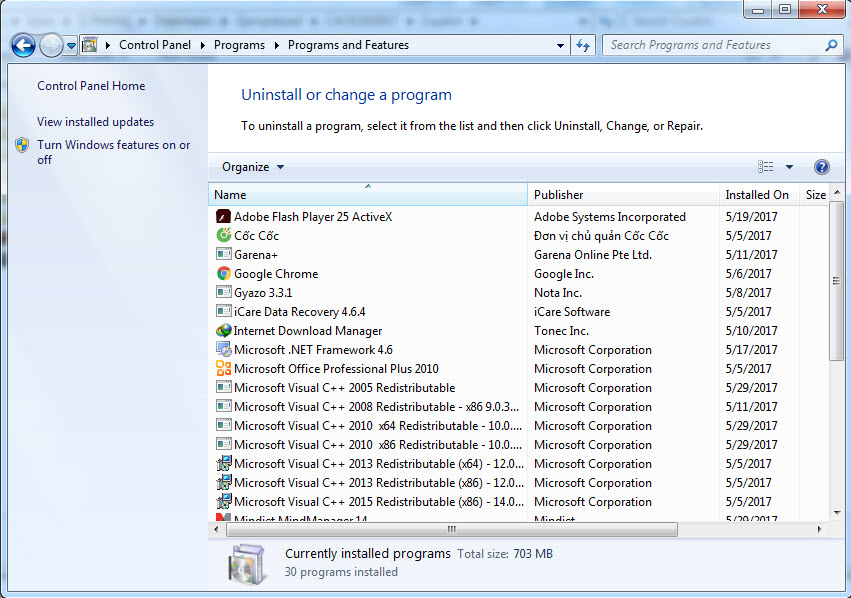 Control Panel Programs Programs and Features Search Programs and Features
Control Panel Home
View installed updates
Turn Windows features on or
off
Uninstall or change a program
To uninstall a program, select it from the list and then click Uninstall, Change, or Repair.
Organize
Name Publisher Installed On Size
Adobe Flash Player 25 ActiveX Adobe Systems Incorporated 5/19/2017
Cốc Cốc Đơn vị chủ quản Cốc Cốc 5/5/2017
Garena+ Garena Online Pte Ltd. 5/11/2017
Google Chrome Google Inc. 5/6/2017
Gyazo 3.3.1 Nota Inc. 5/8/2017
iCare Data Recovery 4.6.4 iCare Software 5/5/2017
Internet Download Manager Tonec Inc. 5/10/2017
Microsoft .NET Framework 4.6 Microsoft Corporation 5/17/2017
Microsoft Office Professional Plus 2010 Microsoft Corporation 5/5/2017
Microsoft Visual C++ 2005 Redistributable Microsoft Corporation 5/29/2017
Microsoft Visual C++ 2008 Redistributable - x86 9.0.3... Microsoft Corporation 5/11/2017
Microsoft Visual C++ 2010 x64 Redistributable - 10.0.... Microsoft Corporation 5/29/2017
Microsoft Visual C++ 2010 x86 Redistributable - 10.0.... Microsoft Corporation 5/29/2017
Microsoft Visual C++ 2013 Redistributable (x64) - 12.0... Microsoft Corporation 5/5/2017
Microsoft Visual C++ 2013 Redistributable (x86) - 12.0... Microsoft Corporation 5/5/2017
Microsoft Visual C++ 2015 Redistributable (x86) - 14.0... Microsoft Corporation 5/5/2017
Mindjet MindManager 14 Mindjet 5/29/2017
Currently installed programs Total size: 703 MB
30 programs installed